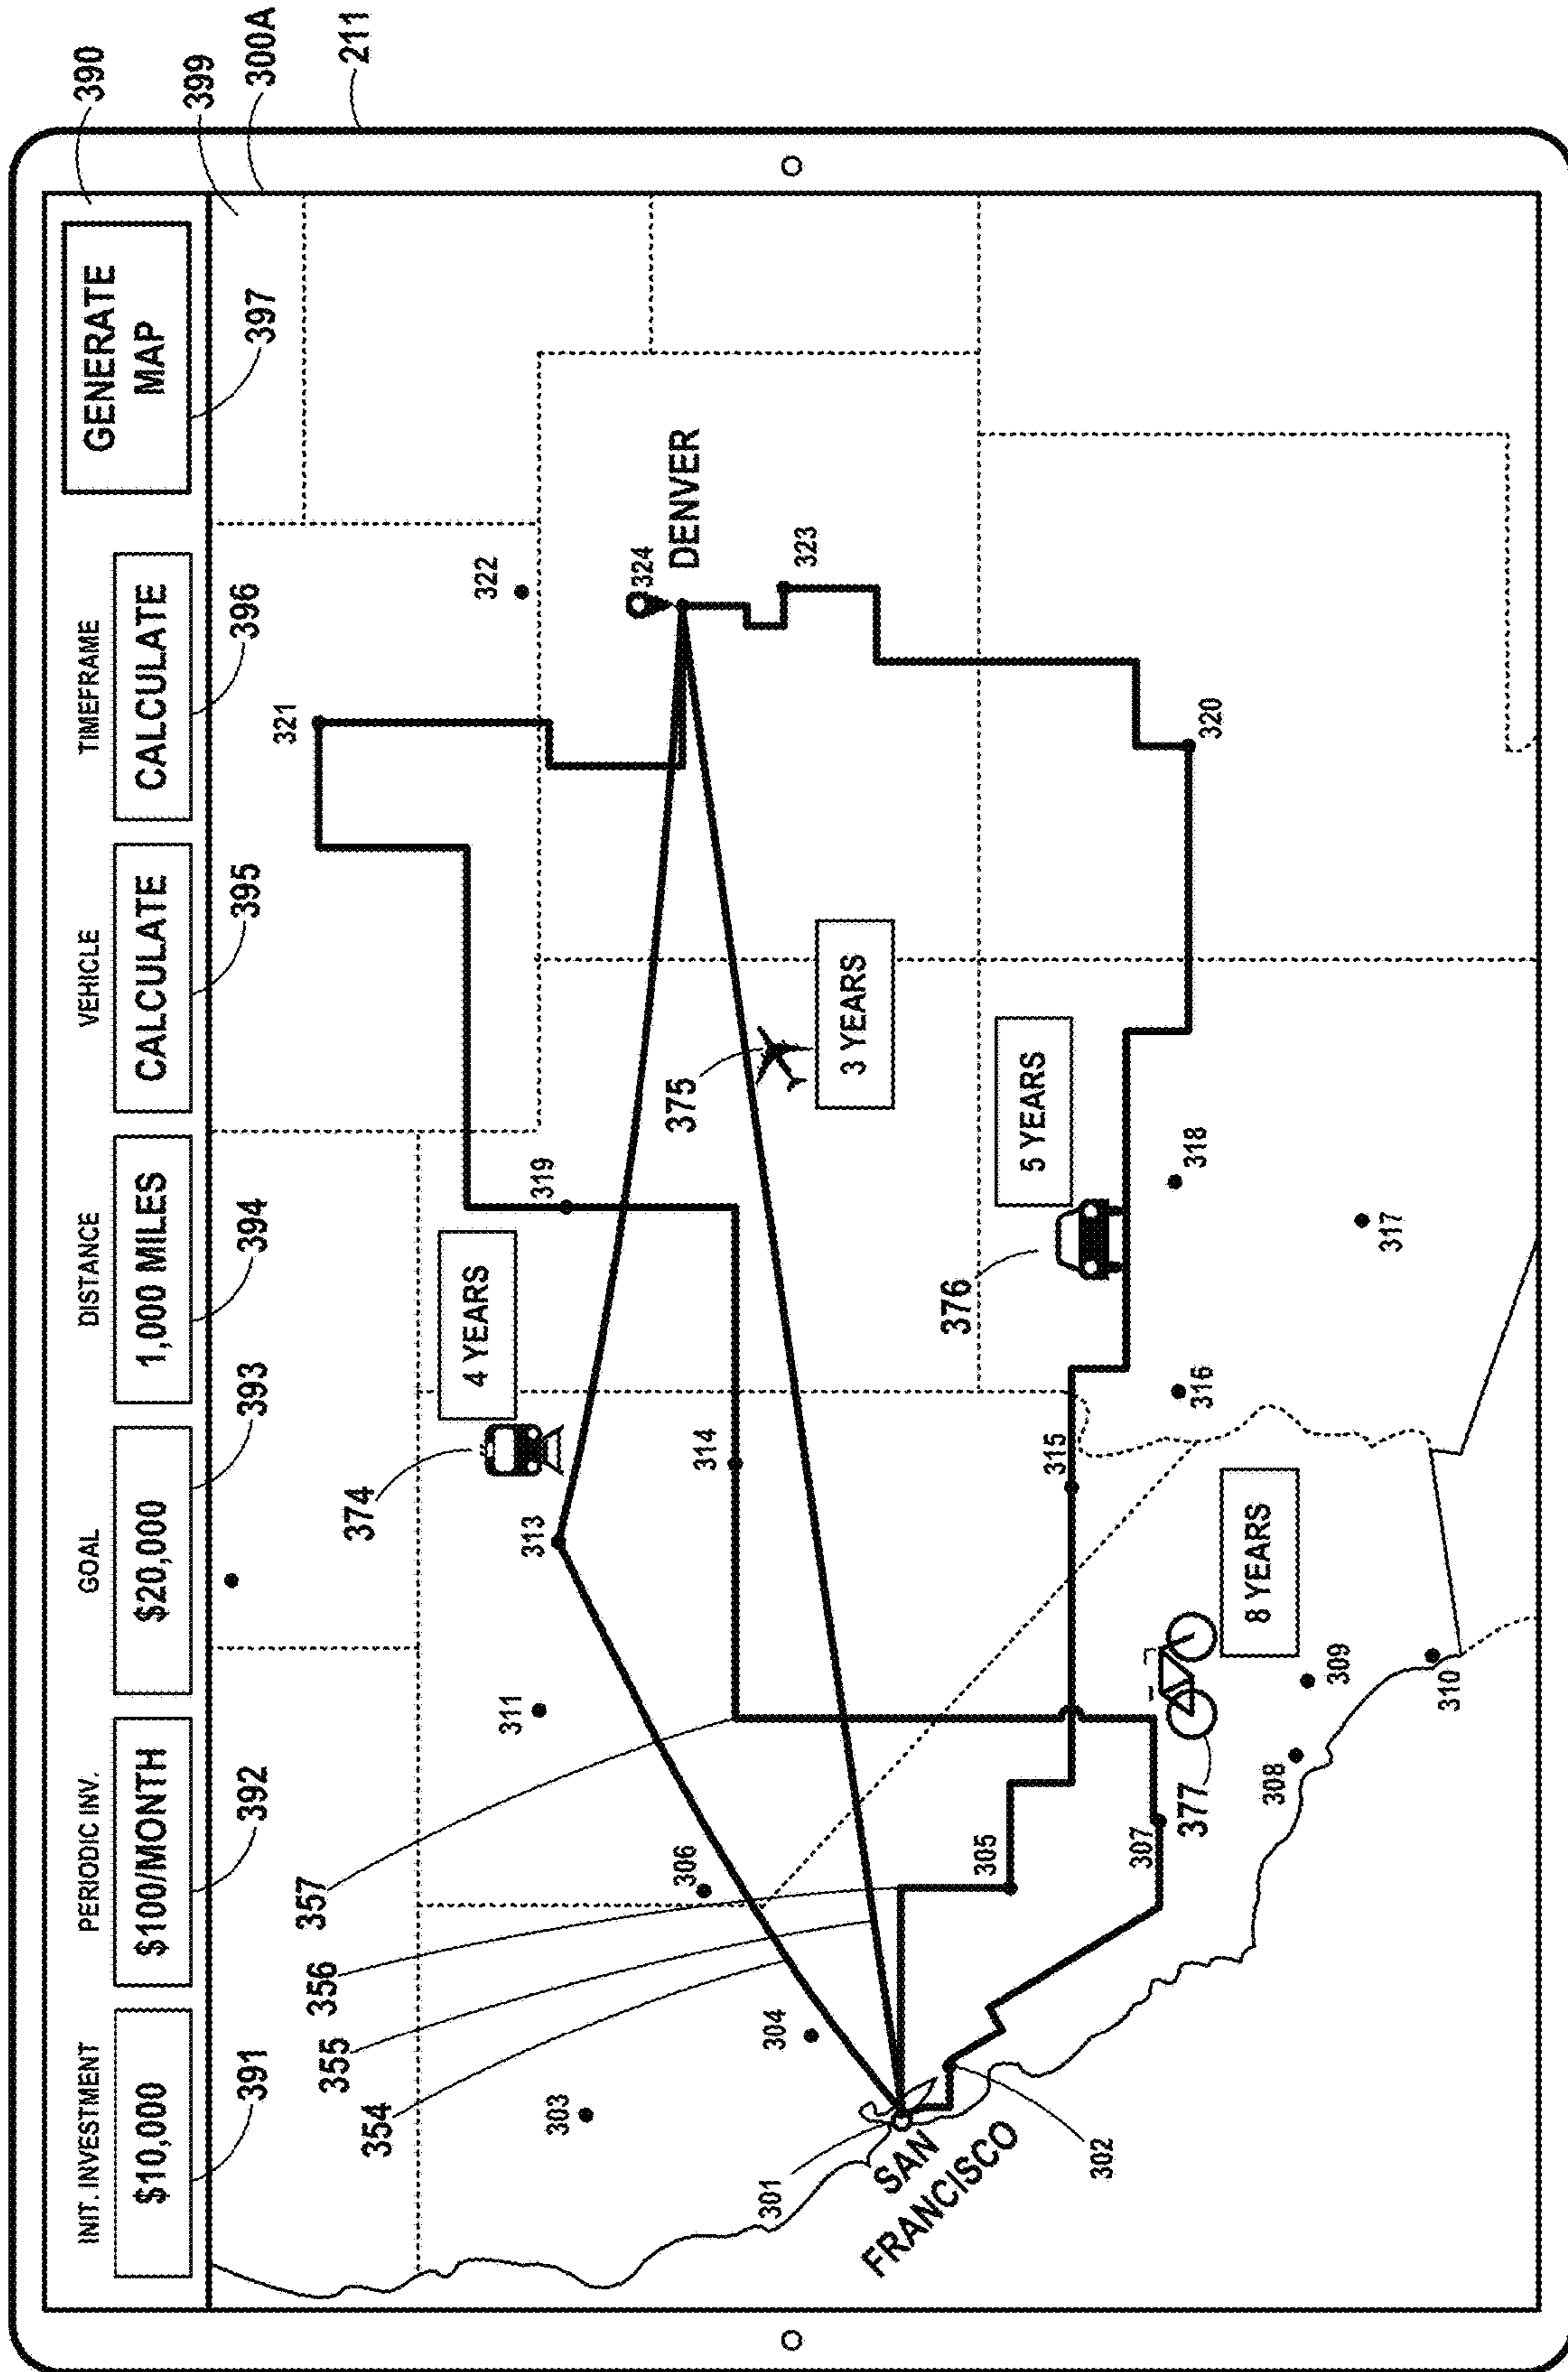 390
399
300A
211
INIT. INVESTMENT
PERIODIC INV.
GOAL
DISTANCE
VEHICLE
TIMEFRAME
$10,000
$100/MONTH
$20,000
1,000 MILES
CALCULATE
CALCULATE
GENERATE
MAP
391
392
393
394
395
396
397
321
357
356
355
354
374
4 YEARS
322
303
311
313
319
324
DENVER
306
314
375
304
323
3 YEARS
301
SAN
FRANCISCO
305
315
376
5 YEARS
302
307
377
8 YEARS
316
318
320
308
309
317
310